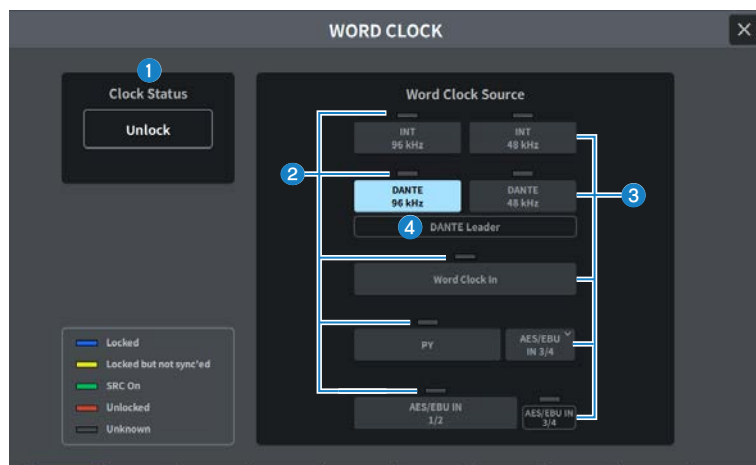 WORD CLOCK
1
Clock Status
Unlock
Word Clock Source
INT
96 kHz
INT
48 kHz
2
DANTE
96 kHz
DANTE
48 kHz
3
4
DANTE Leader
Word Clock In
PY
AES/EBU
IN 3/4
AES/EBU IN
1/2
AES/EBU IN
3/4
Locked
Locked but not sync'ed
SRC On
Unlocked
Unknown